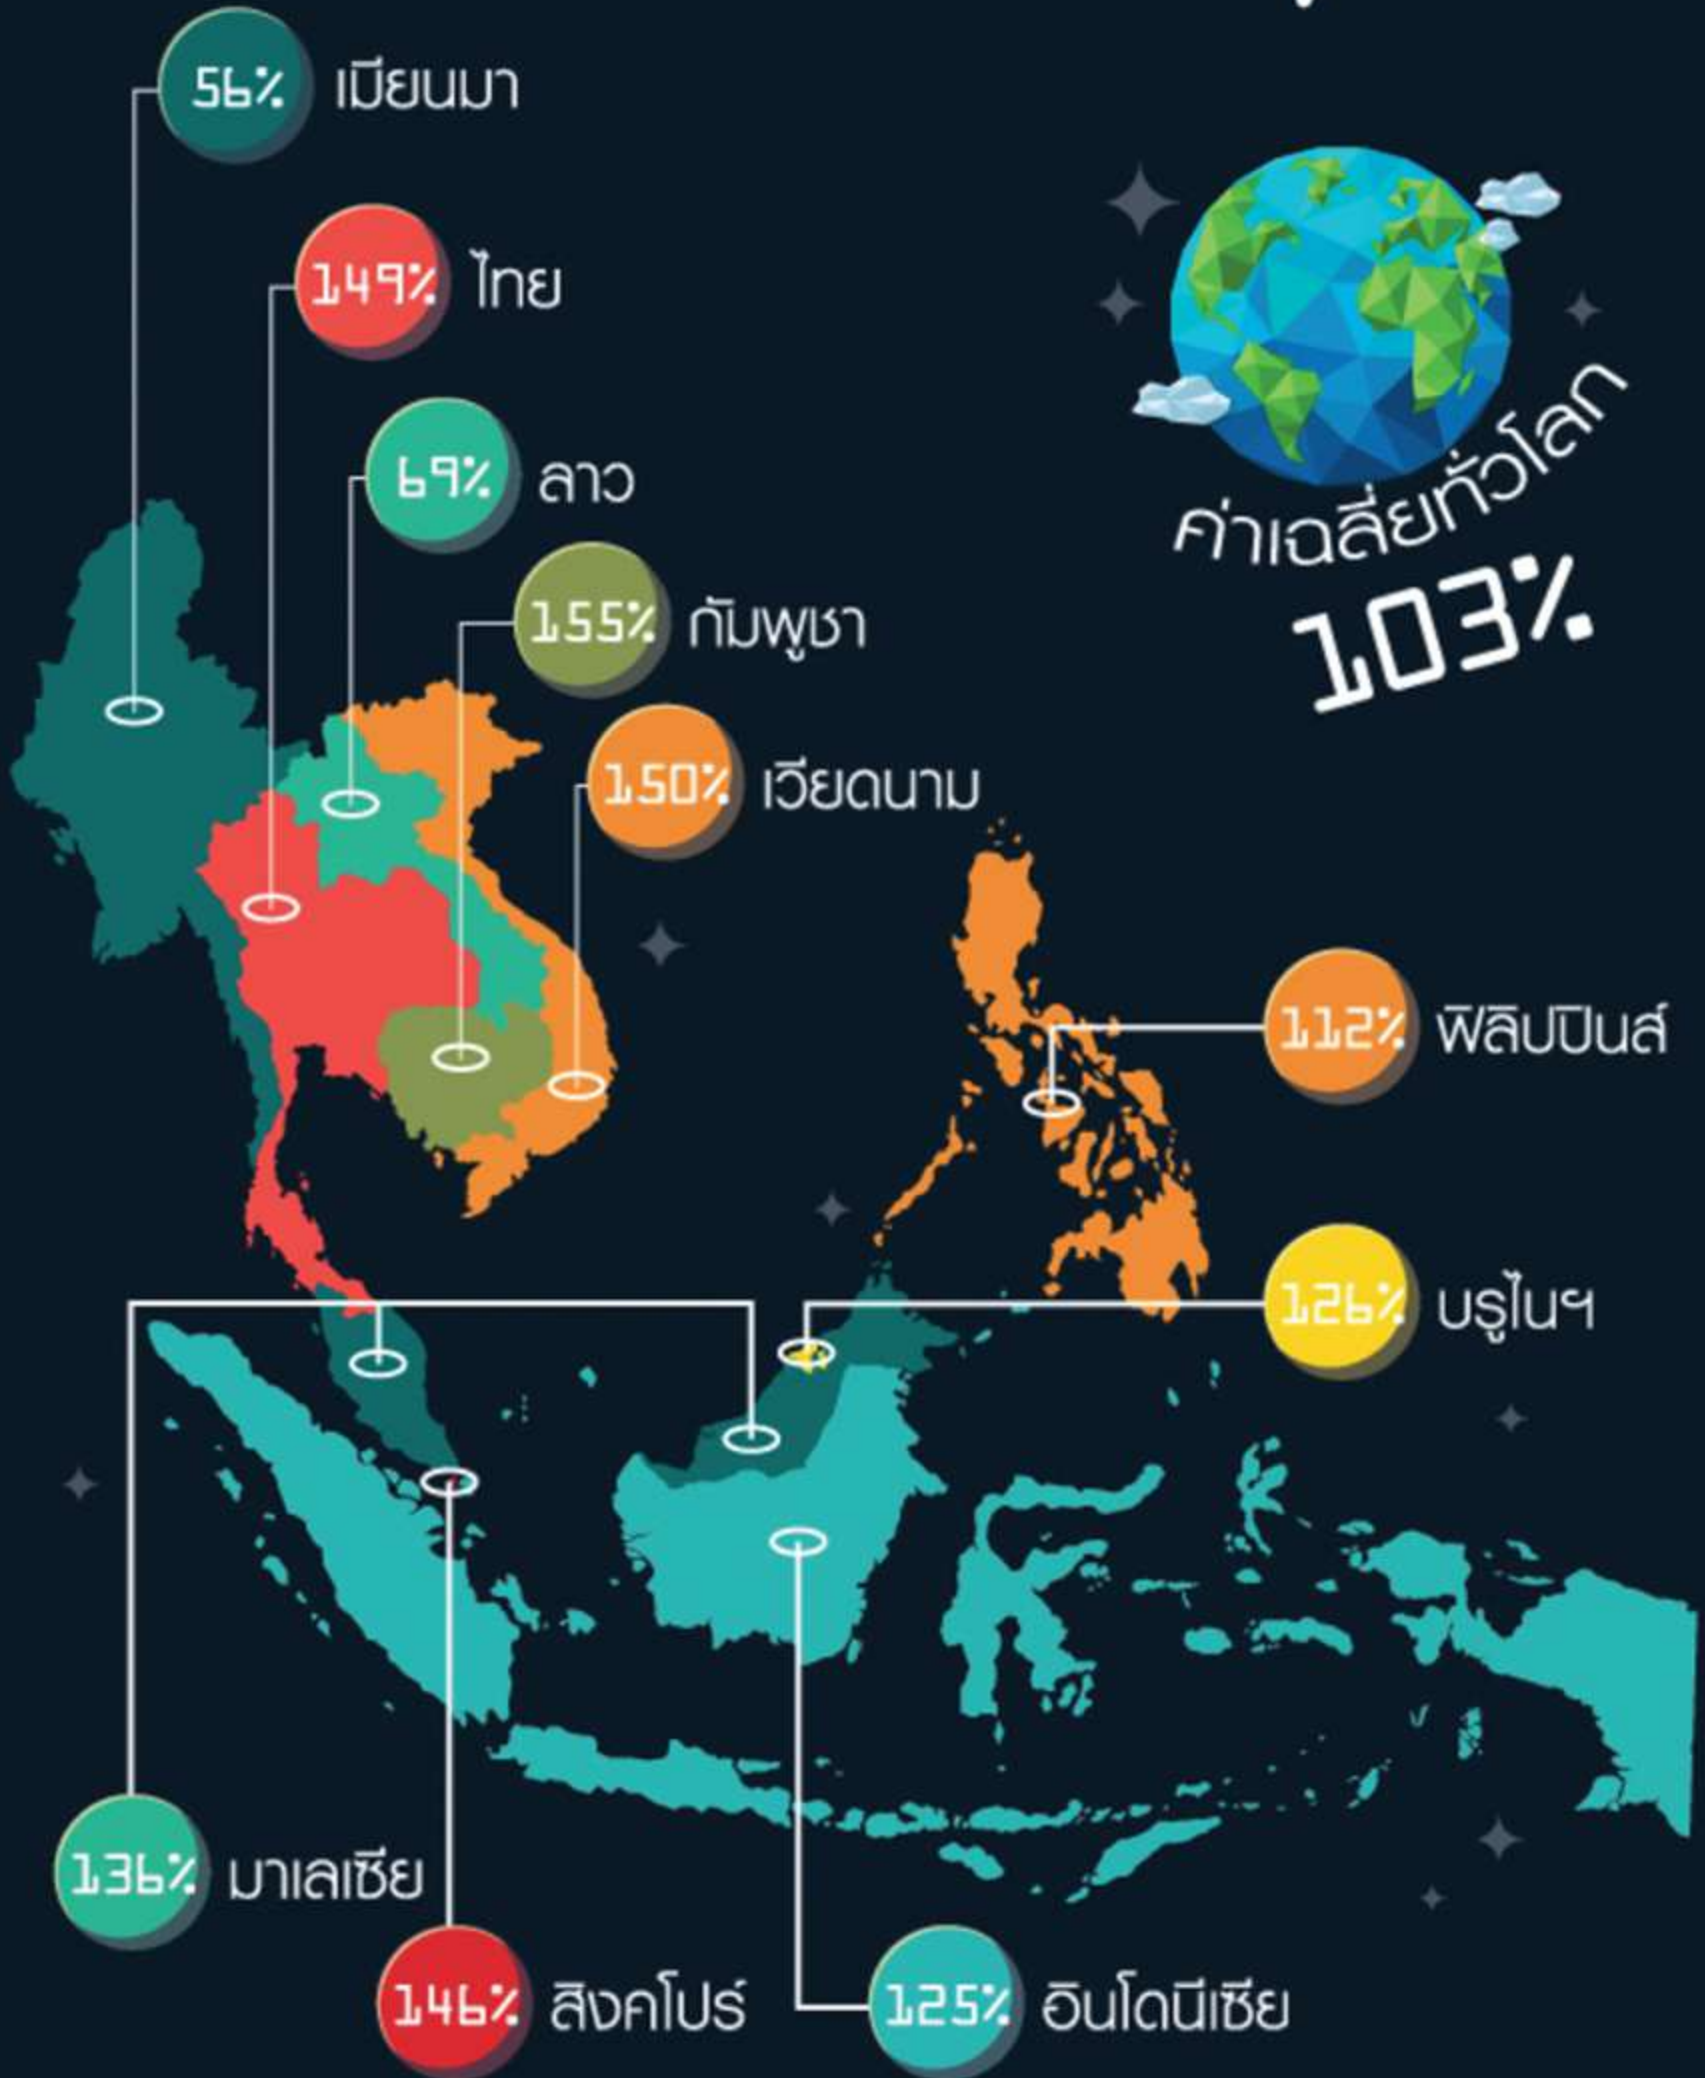 56% เมียนมา
149% ไทย
69% ลาว
155% กัมพูชา
150% เวียดนาม
ค่าเฉลี่ยทั่วโลก
103%
112% ฟิลิปปินส์
126% บรูไนฯ
136% มาเลเซีย
146% สิงคโปร์
125% อินโดนีเซีย